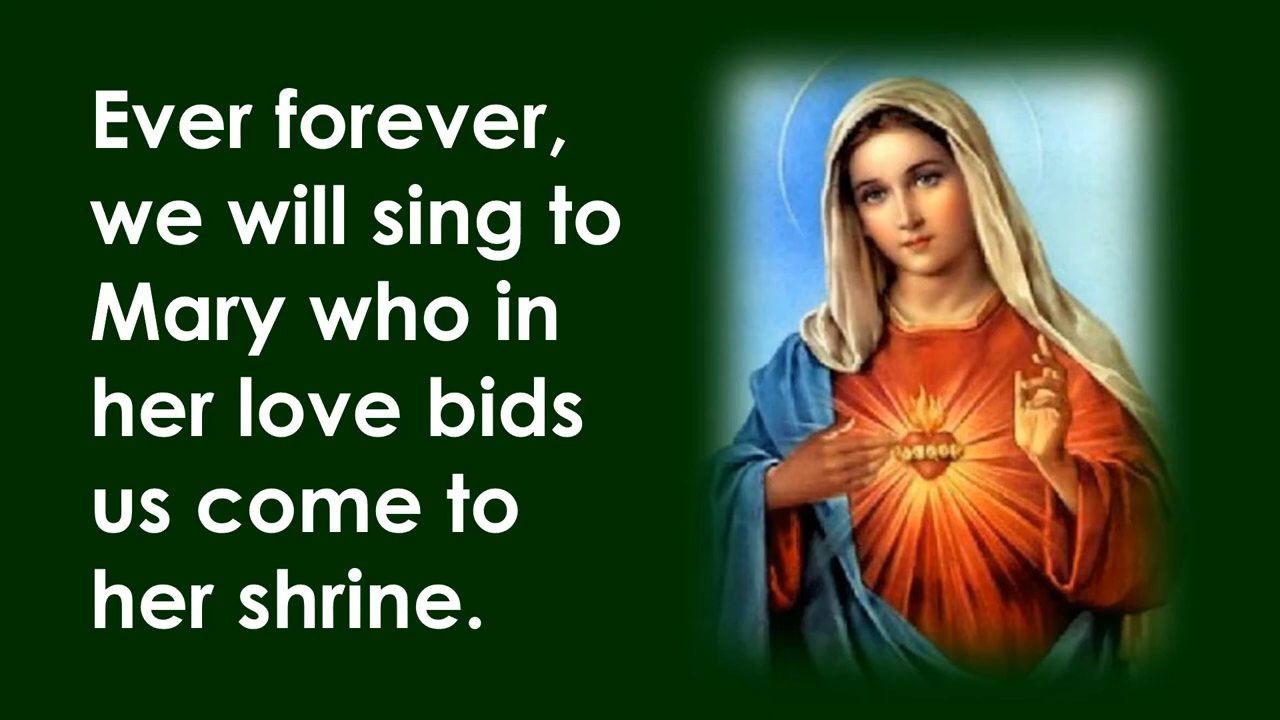 Ever forever,
we will sing to
Mary who in
her love bids
us come to
her shrine.